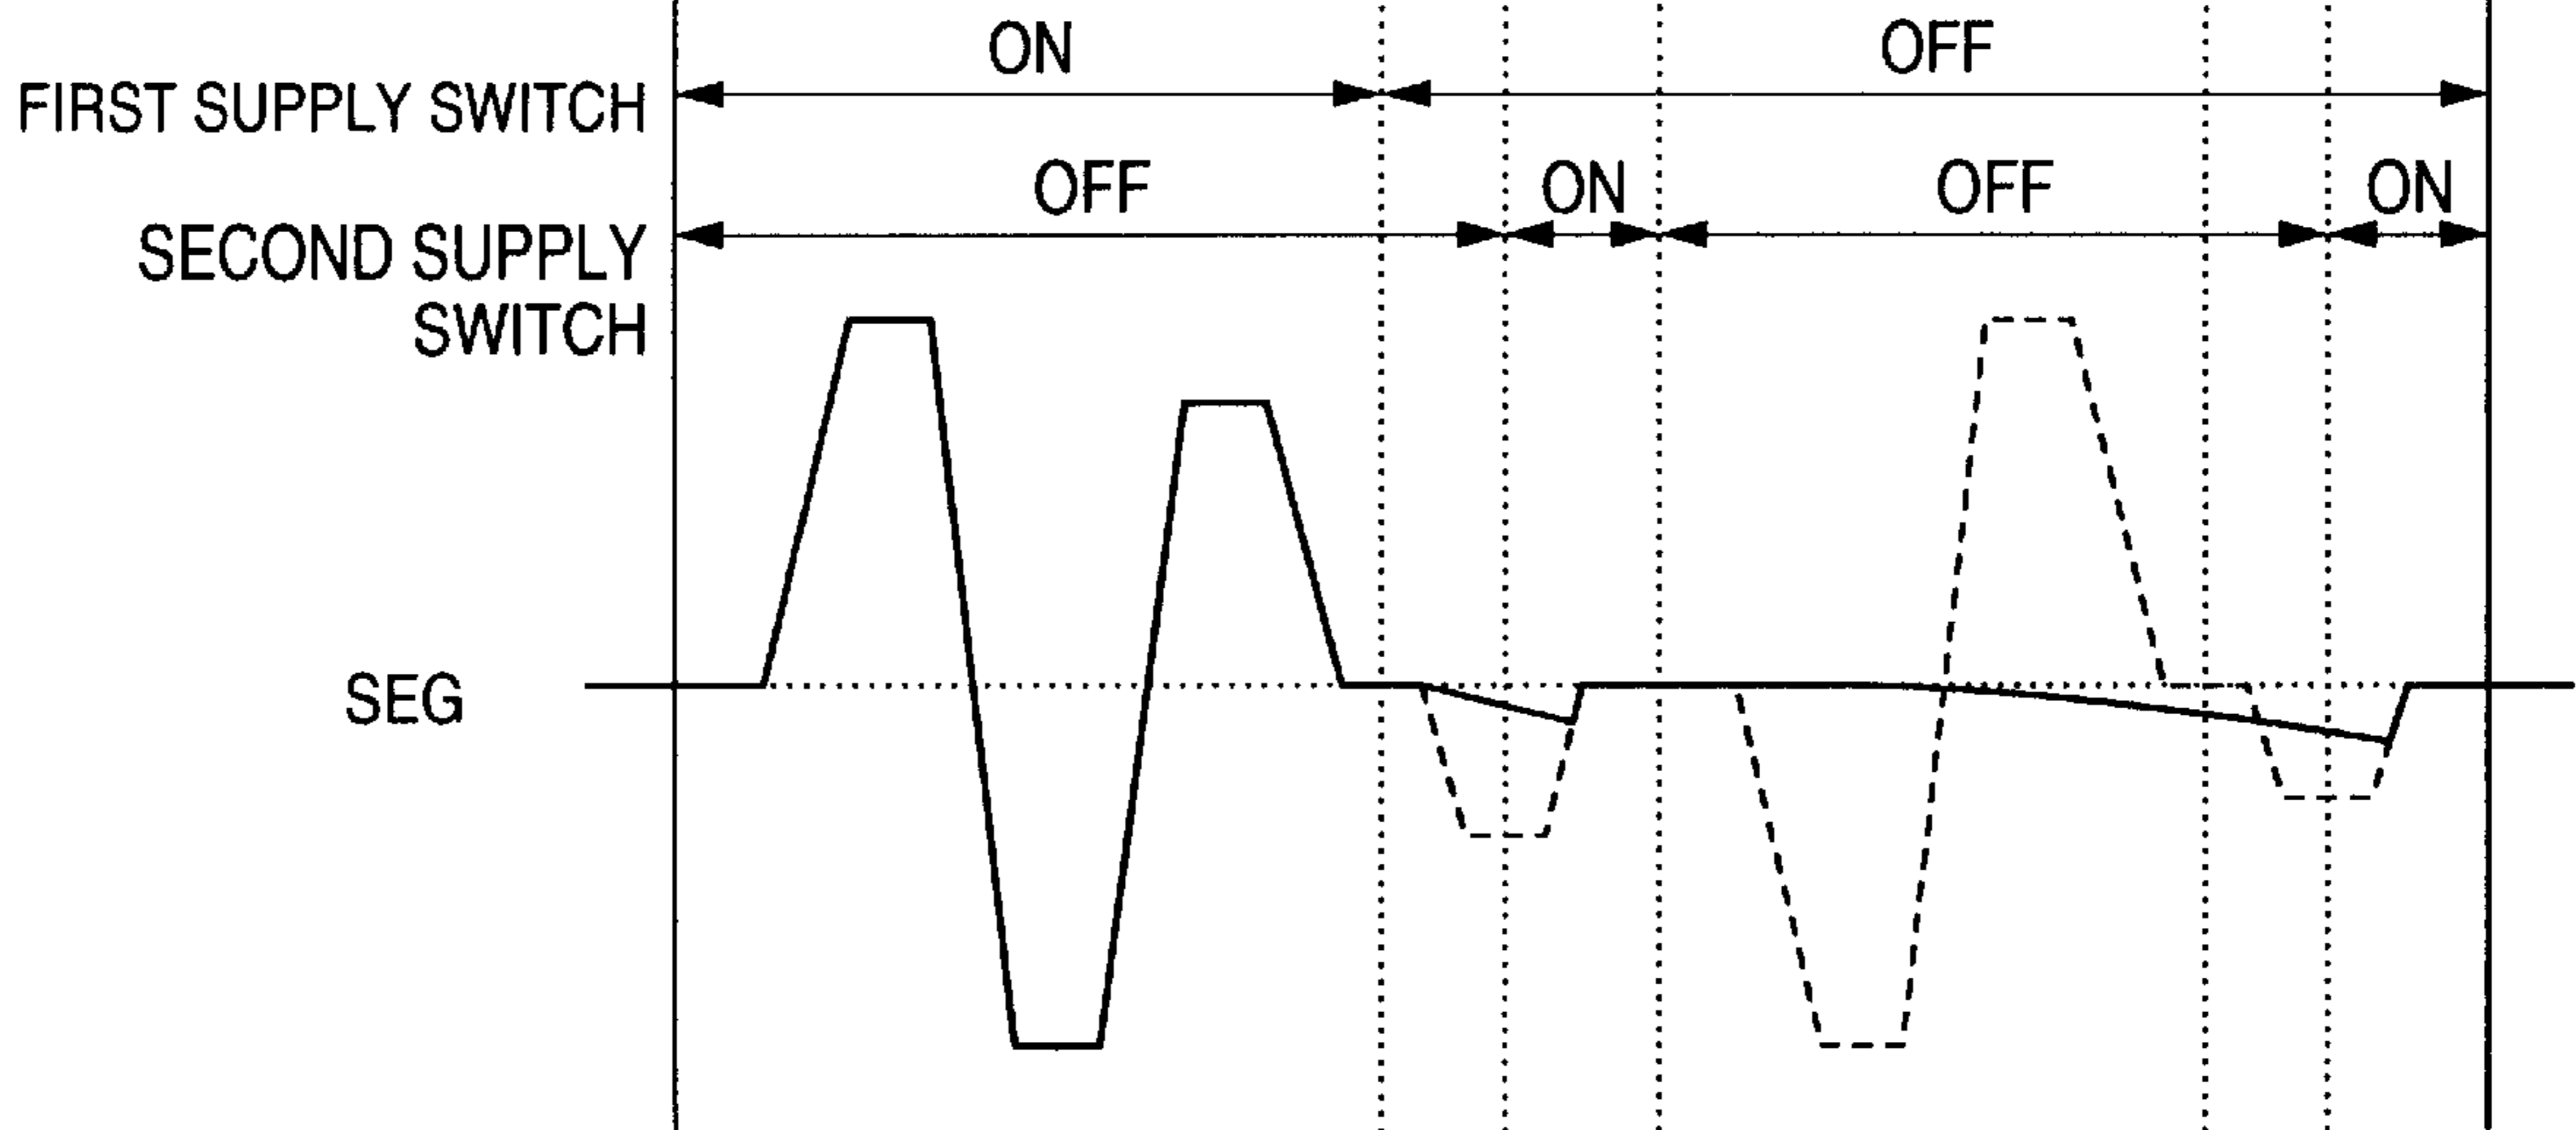 ON OFF
FIRST SUPPLY SWITCH
OFF ON OFF ON
SECOND SUPPLY
SWITCH
SEG